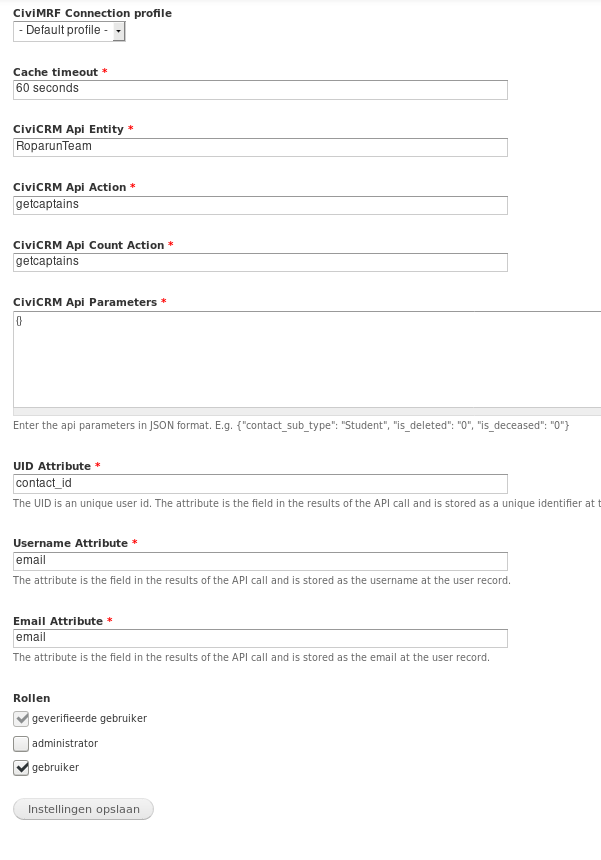 CiviMRF Connection profile
- Default profile -
Cache timeout *
60 seconds
CiviCRM Api Entity *
RoparunTeam
CiviCRM Api Action *
getcaptains
CiviCRM Api Count Action *
getcaptains
CiviCRM Api Parameters *
{}
Enter the api parameters in JSON format. E.g. {"contact_sub_type": "Student", "is_deleted": "0", "is_deceased": "0"}
UID Attribute *
contact_id
The UID is an unique user id. The attribute is the field in the results of the API call and is stored as a unique identifier at t
Username Attribute *
email
The attribute is the field in the results of the API call and is stored as the username at the user record.
Email Attribute *
email
The attribute is the field in the results of the API call and is stored as the email at the user record.
Rollen
geverifieerde gebruiker
administrator
gebruiker
Instellingen opslaan